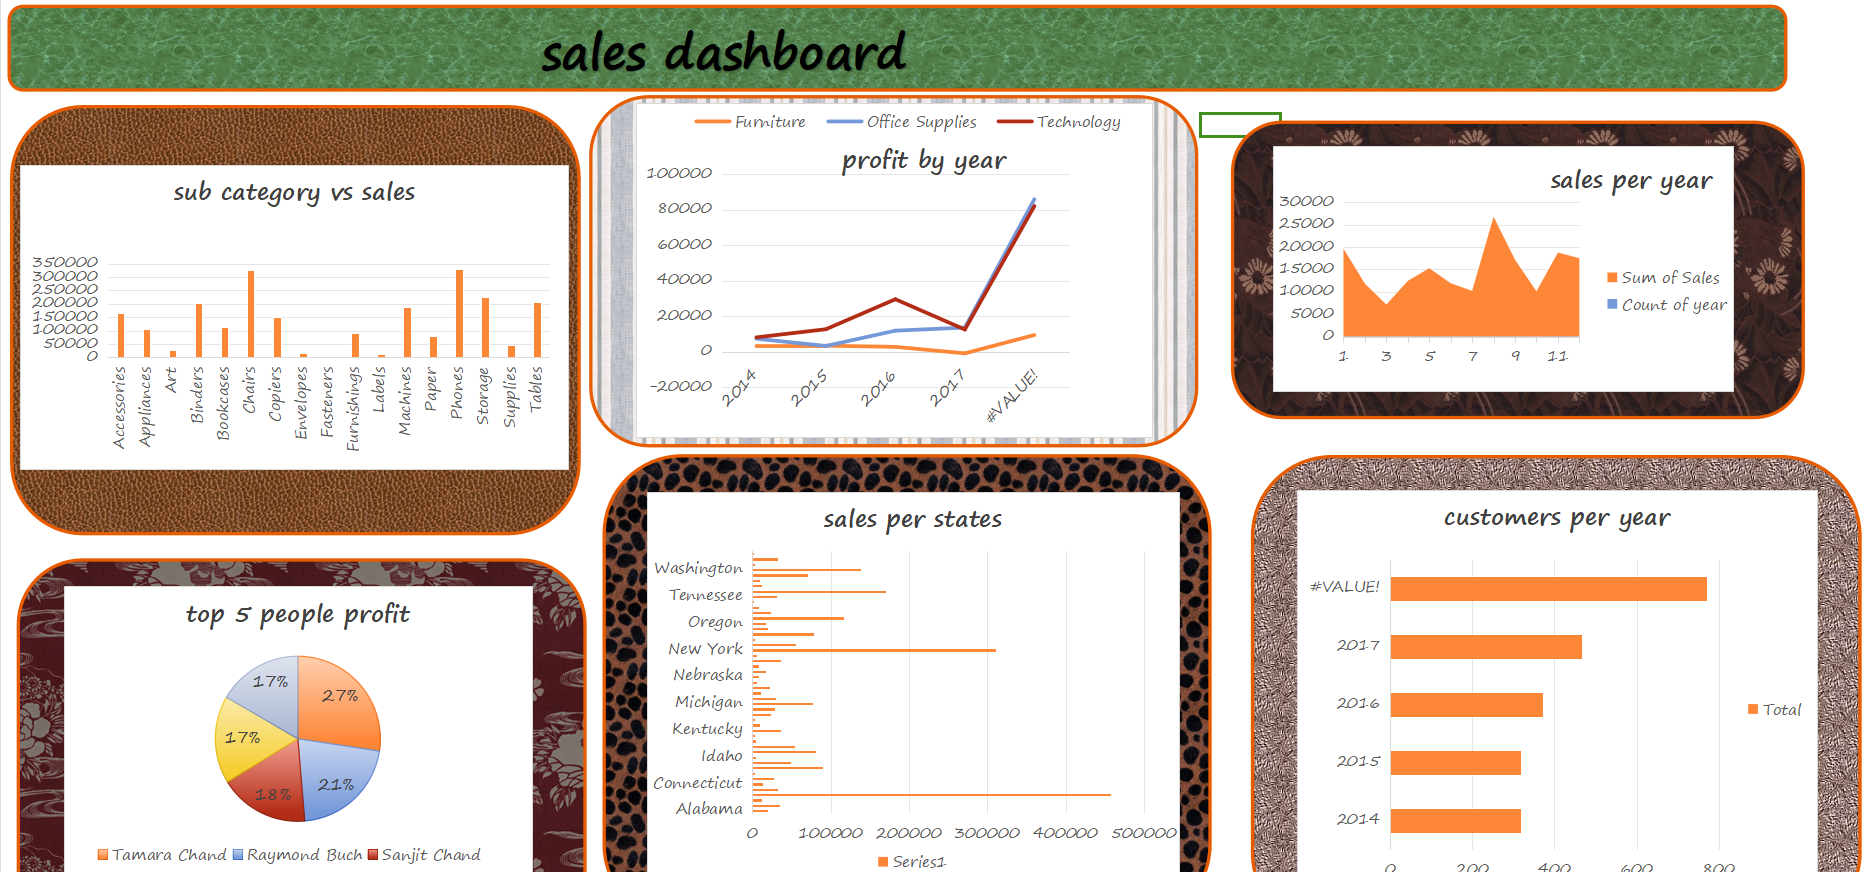 sales dashboard
sub category vs sales
350000
300000
250000
200000
150000
100000
50000
0
Accessories
Appliances
Art
Binders
Bookcases
Chairs
Copiers
Envelopes
Fasteners
Furnishings
Labels
Machines
Paper
Phones
Storage
Supplies
Tables
Furniture Office Supplies Technology
profit by year
100000
80000
60000
40000
20000
0
-20000
2014 2015 2016 2017 #VALUE!
sales per year
30000
25000
20000
15000
10000
5000
0
1 3 5 7 9 11
Sum of Sales
Count of year
top 5 people profit
17% 27%
17%
18% 21%
Tamara Chand Raymond Buch Sanjit Chand
sales per states
Washington
Tennessee
Oregon
New York
Nebraska
Michigan
Kentucky
Idaho
Connecticut
Alabama
0 100000 200000 300000 400000 500000
Series1
customers per year
#VALUE!
2017
2016
2015
2014
Total
0 200 400 600 800